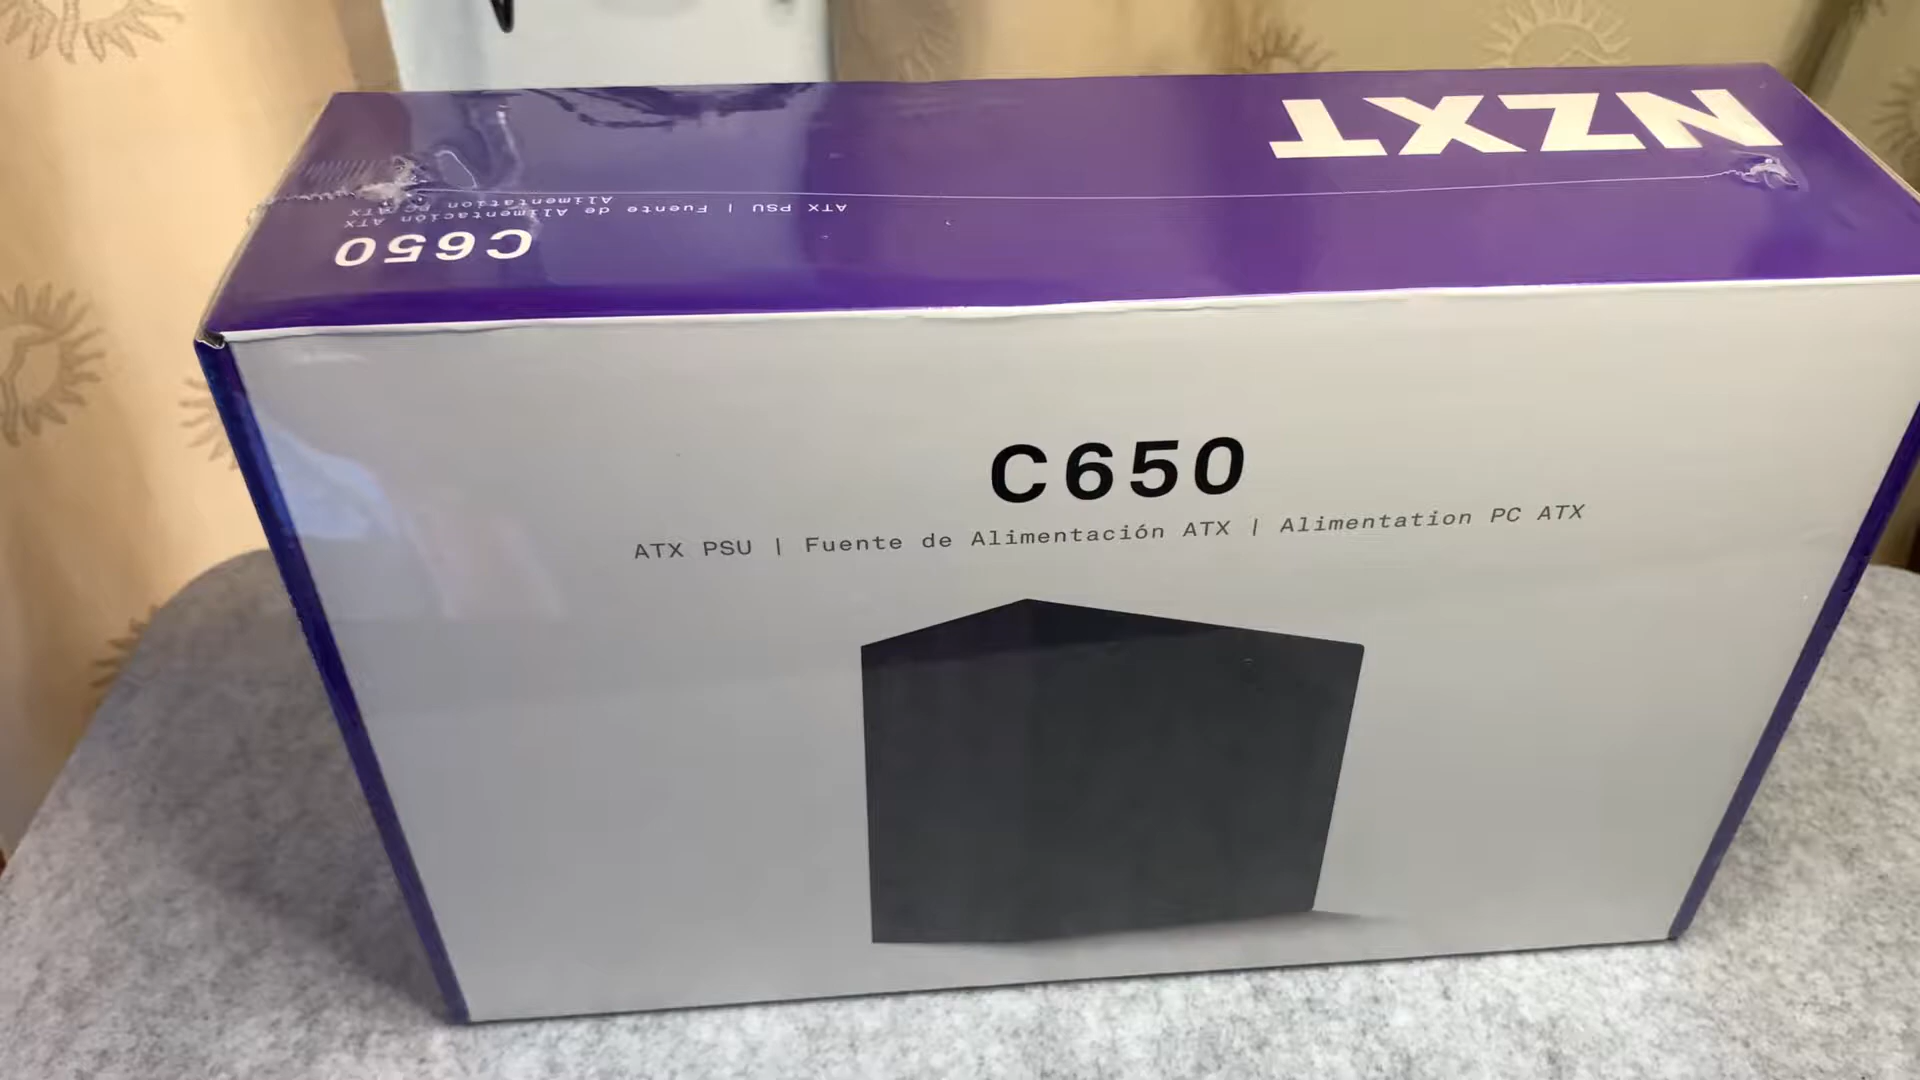 NZXT
ATX PSU | Fuente de Alimentación ATX
Alimentation PC ATX
C650
C650
ATX PSU | Fuente de Alimentación ATX | Alimentation PC ATX